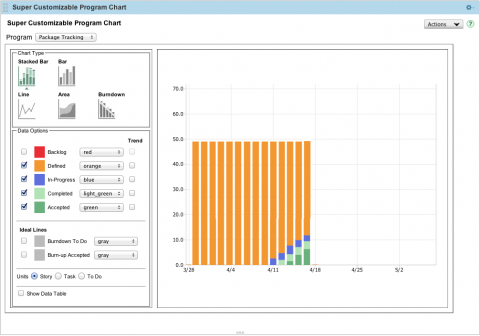 Super Customizable Program Chart
Super Customizable Program Chart
Actions
?
Program Package Tracking
Chart Type
Stacked Bar Bar
Line Area Burndown
Data Options
Trend
Backlog red
Defined orange
In-Progress blue
Completed light_green
Accepted green
Ideal Lines
Burndown To Do gray
Burn-up Accepted gray
Units Story Task To Do
Show Data Table
70.0
60.0
50.0
40.0
30.0
20.0
10.0
0.0
3/28 4/4 4/11 4/18 4/25 5/2